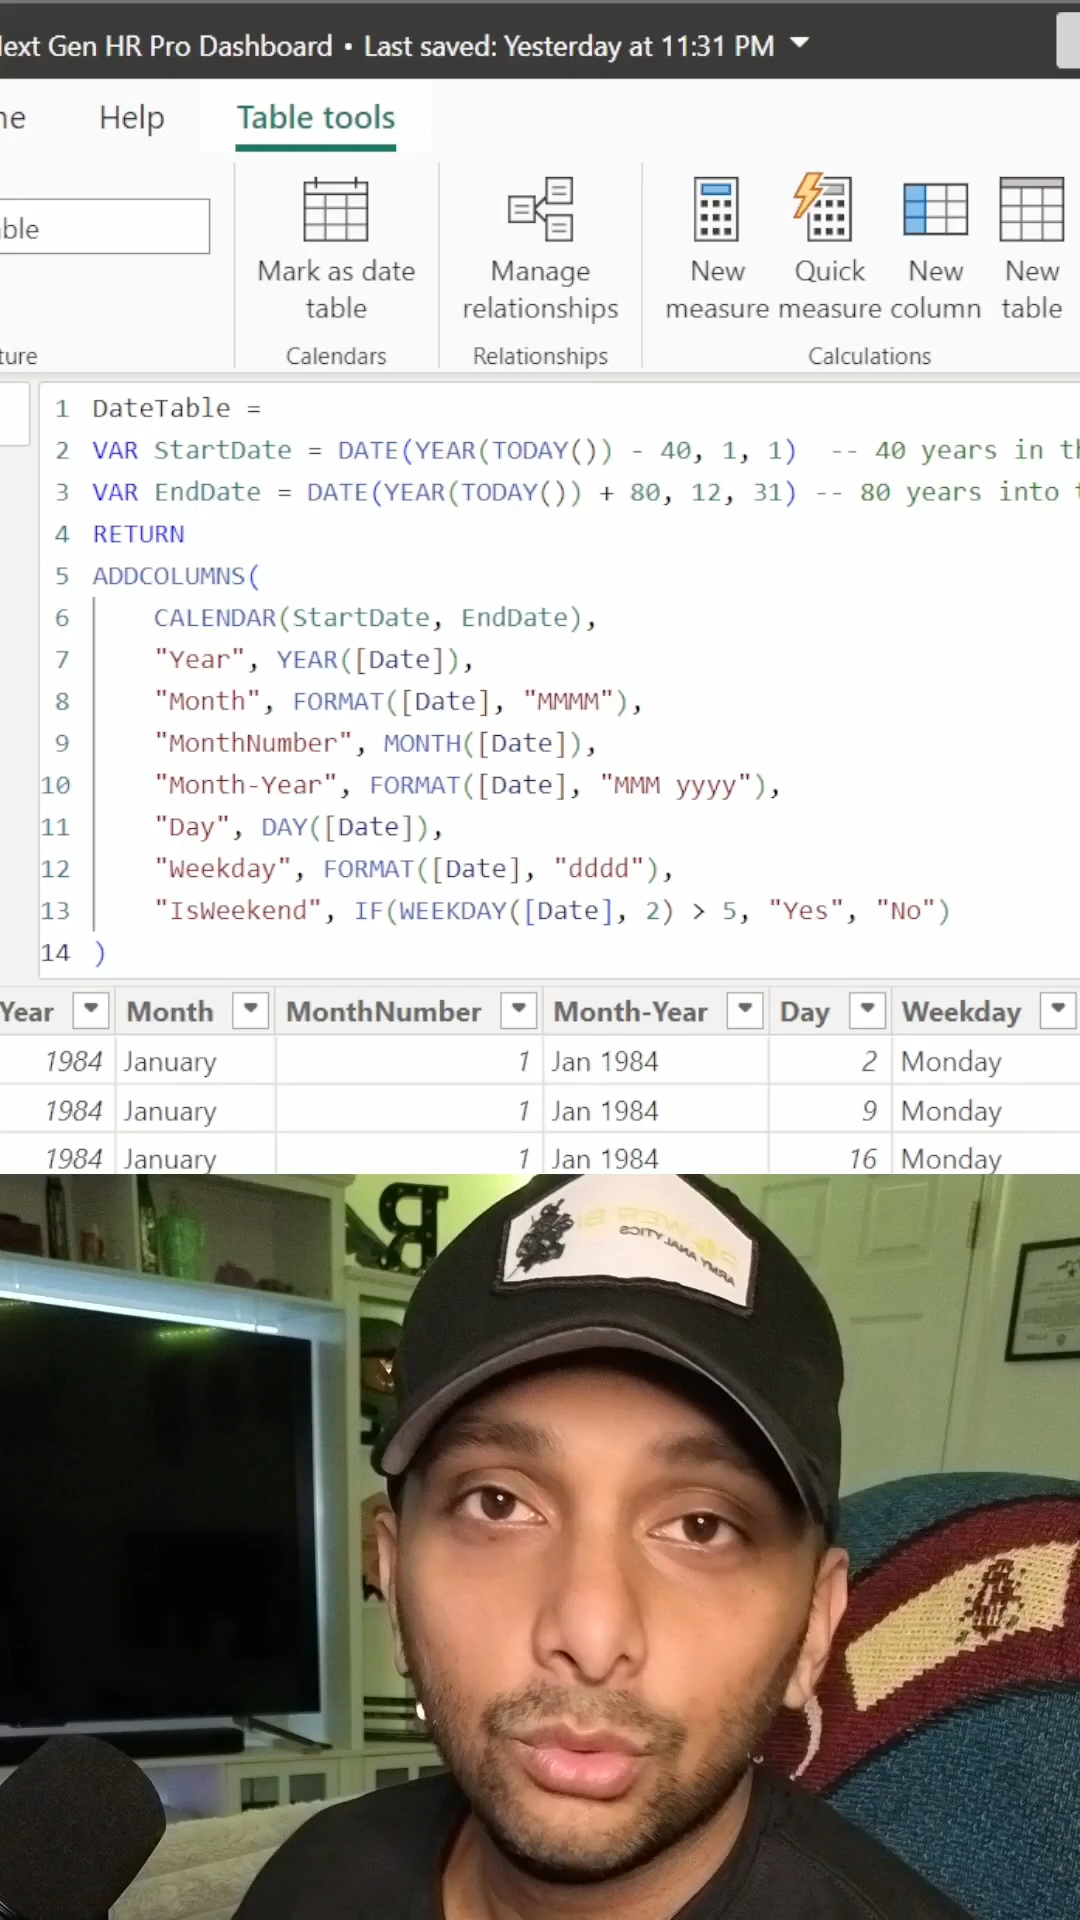 Next Gen HR Pro Dashboard • Last saved: Yesterday at 11:31 PM
ne Help Table tools
ble
Mark as date table
Manage relationships
New measure
Quick measure
New column
New table
ture Calendars Relationships Calculations
1 DateTable =
2 VAR StartDate = DATE(YEAR(TODAY()) - 40, 1, 1) -- 40 years in th
3 VAR EndDate = DATE(YEAR(TODAY()) + 80, 12, 31) -- 80 years into t
4 RETURN
5 ADDCOLUMNS(
6 CALENDAR(StartDate, EndDate),
7 "Year", YEAR([Date]),
8 "Month", FORMAT([Date], "MMMM"),
9 "MonthNumber", MONTH([Date]),
10 "Month-Year", FORMAT([Date], "MMM yyyy"),
11 "Day", DAY([Date]),
12 "Weekday", FORMAT([Date], "dddd"),
13 "IsWeekend", IF(WEEKDAY([Date], 2) > 5, "Yes", "No")
14 )
Year Month MonthNumber Month-Year Day Weekday
1984 January 1 Jan 1984 2 Monday
1984 January 1 Jan 1984 9 Monday
1984 January 1 Jan 1984 16 Monday
R
POWER BI
ARMY ANALYTICS